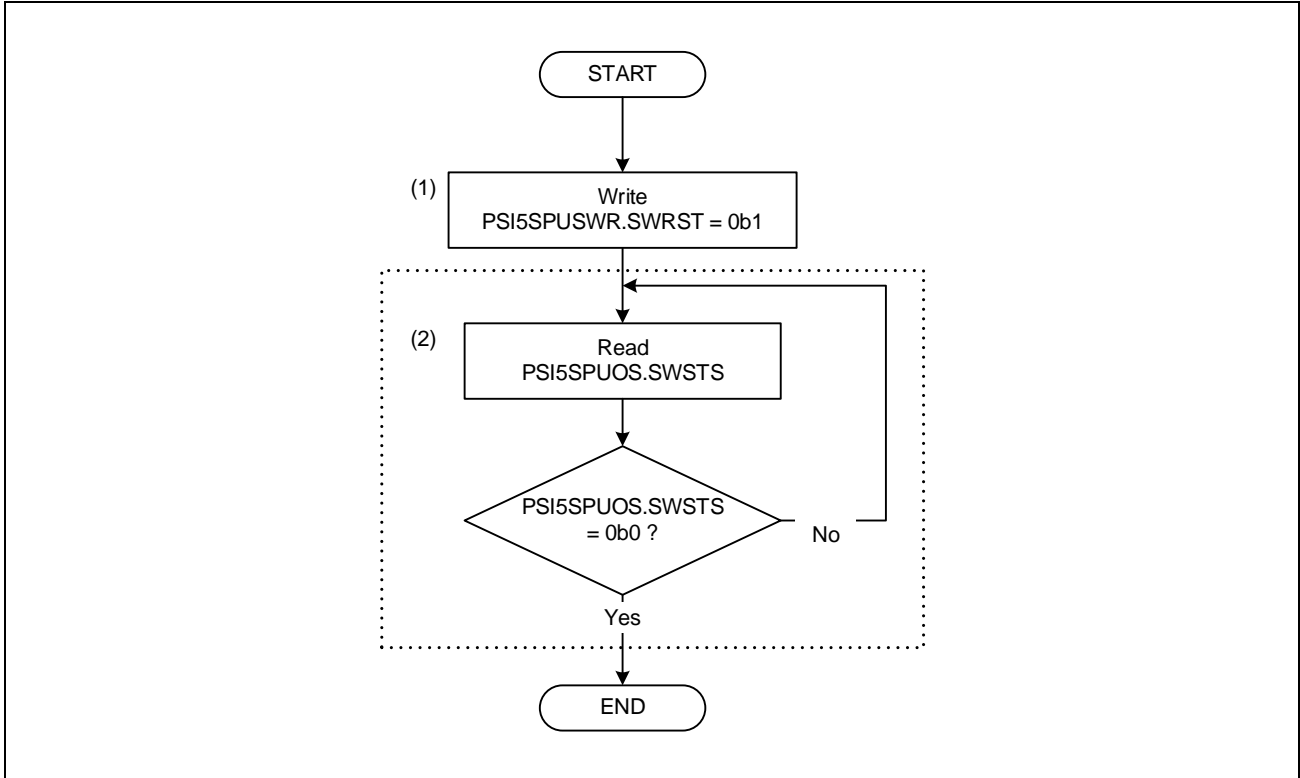 START
(1)
Write
PSI5SPUSWR.SWRST = 0b1
(2)
Read
PSI5SPUOS.SWSTS
PSI5SPUOS.SWSTS
= 0b0 ?
No
Yes
END